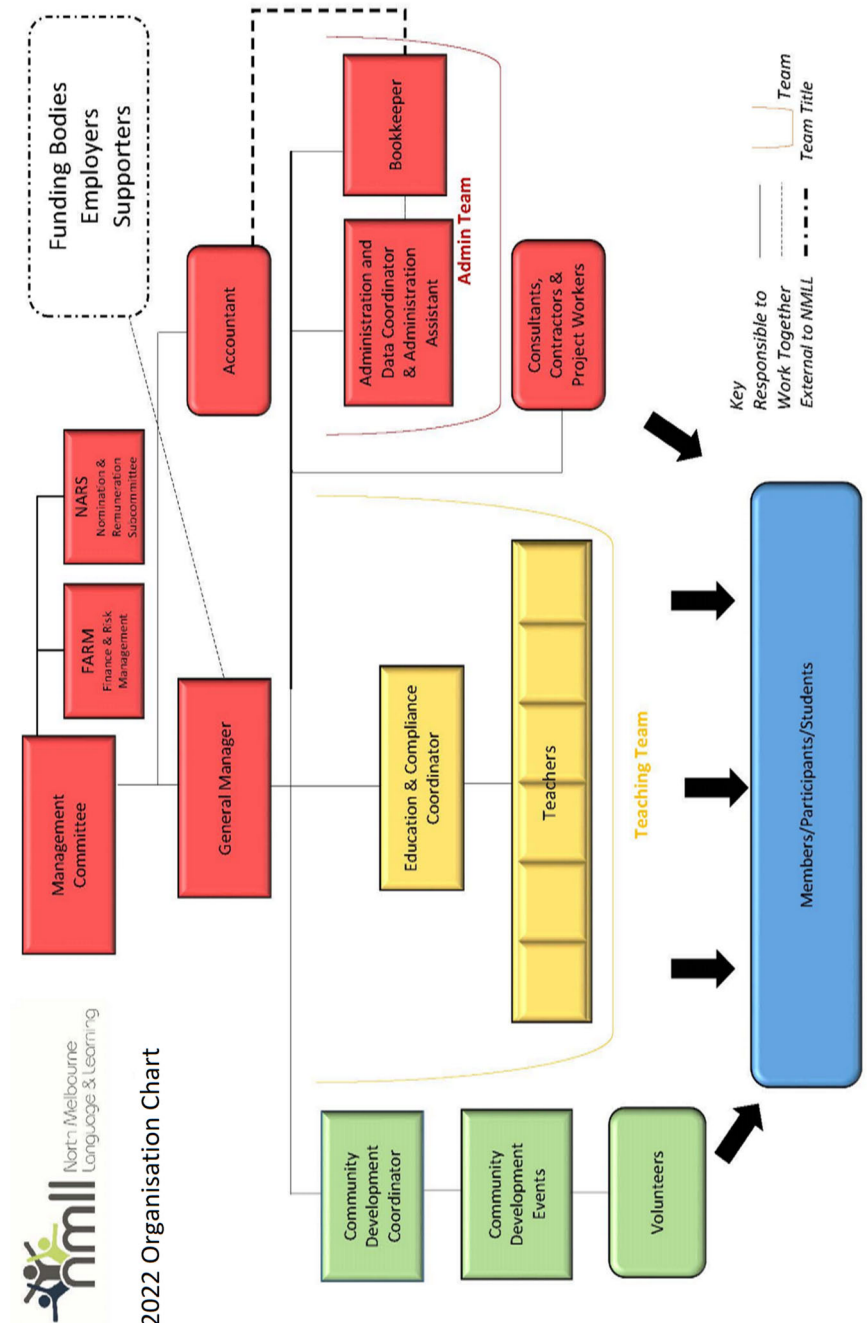 nmll
North Melbourne
Language & Learning
2022 Organisation Chart
Management
Committee
FARM
Finance & Risk
Management
NARS
Nomination &
Remuneration
Subcommittee
Funding Bodies
Employers
Supporters
General Manager
Accountant
Community
Development
Coordinator
Education & Compliance
Coordinator
Administration and
Data Coordinator
& Administration
Assistant
Bookkeeper
Admin Team
Community
Development
Events
Teachers
Consultants,
Contractors &
Project Workers
Volunteers
Teaching Team
Members/Participants/Students
Key
Responsible to
Work Together
External to NMLL
Team
Team Title